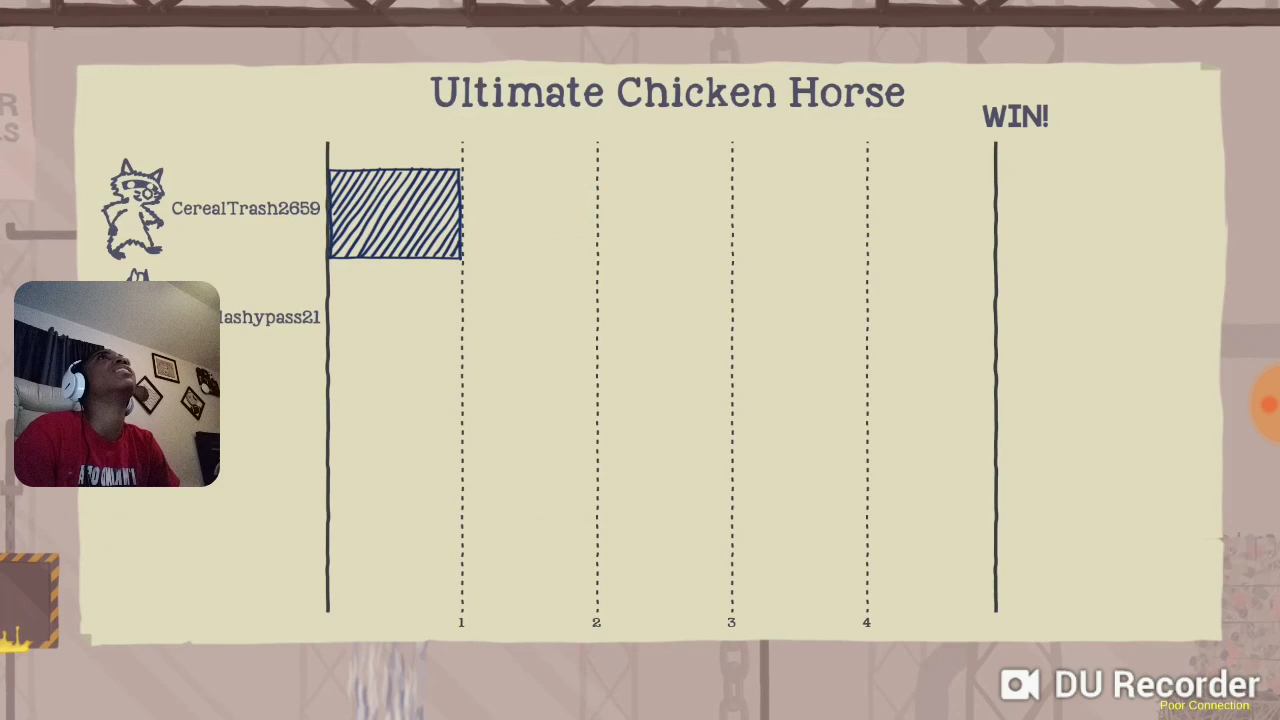 Ultimate Chicken Horse
WIN!
CerealTrash2659
lashypass21
1 2 3 4
DU Recorder
Poor Connection